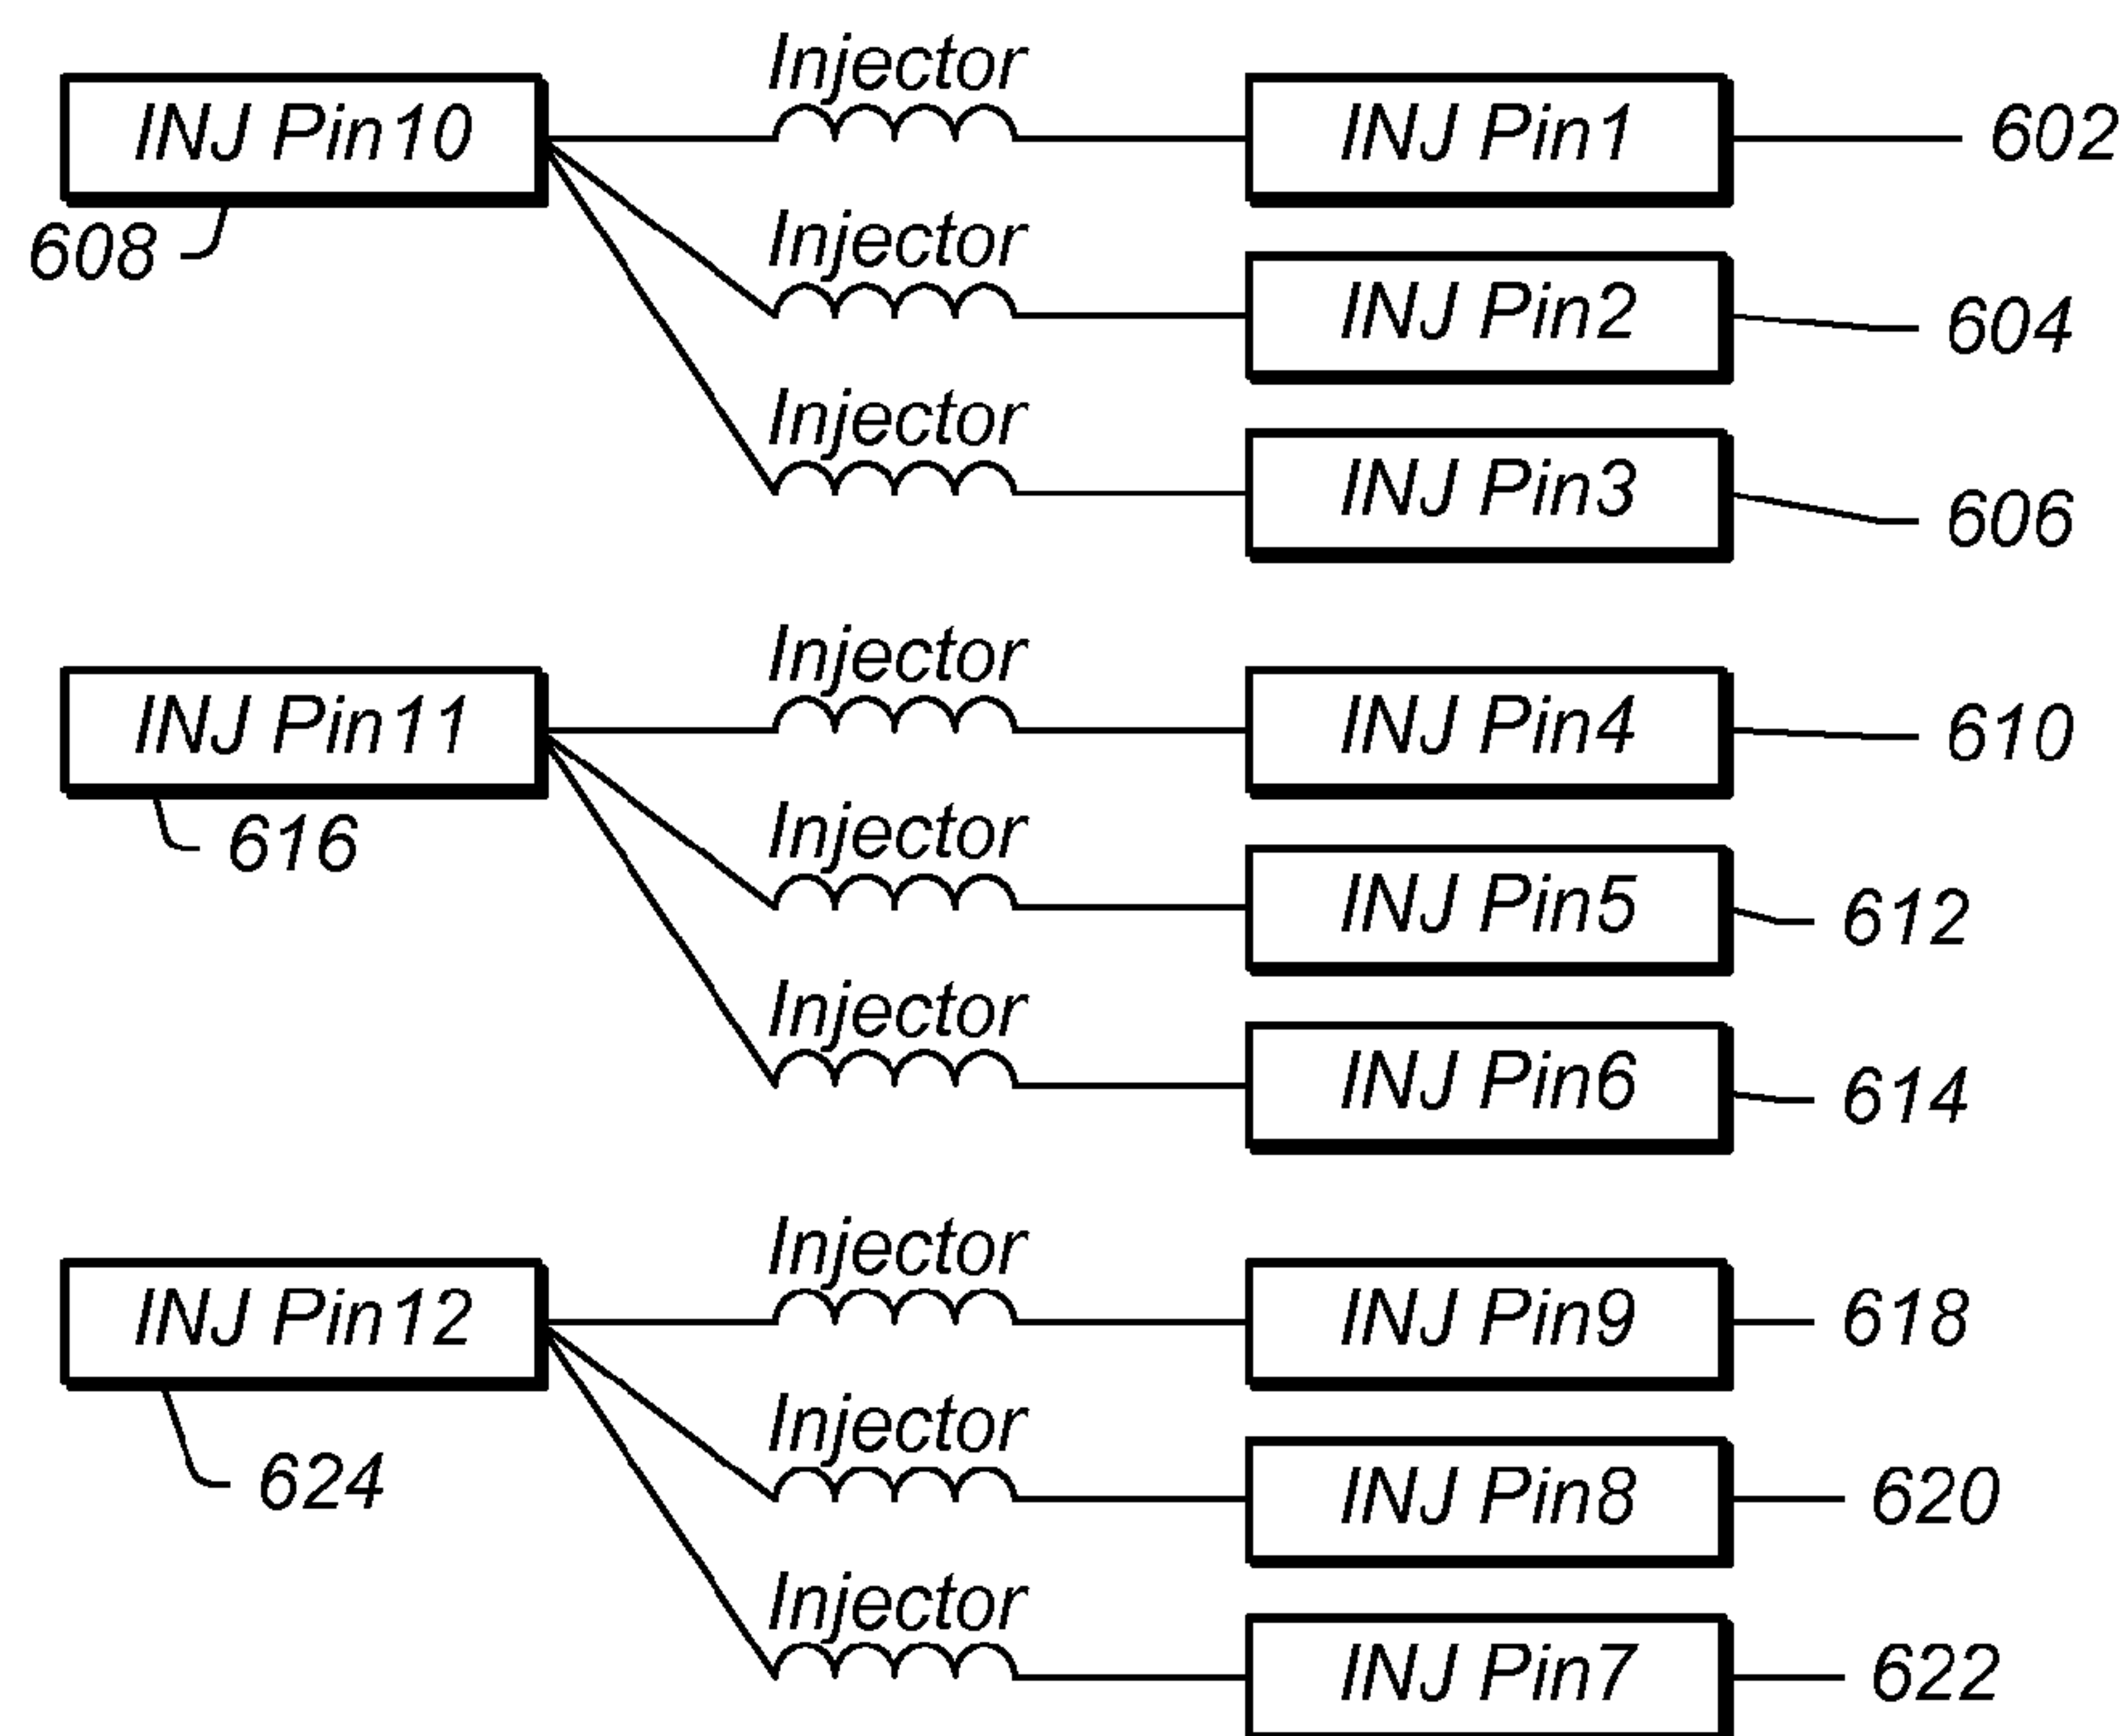 Injector
INJ Pin10
INJ Pin1
602
608
Injector
INJ Pin2
604
Injector
INJ Pin3
606
Injector
INJ Pin11
INJ Pin4
610
616
Injector
INJ Pin5
612
Injector
INJ Pin6
614
Injector
INJ Pin12
INJ Pin9
618
624
Injector
INJ Pin8
620
Injector
INJ Pin7
622